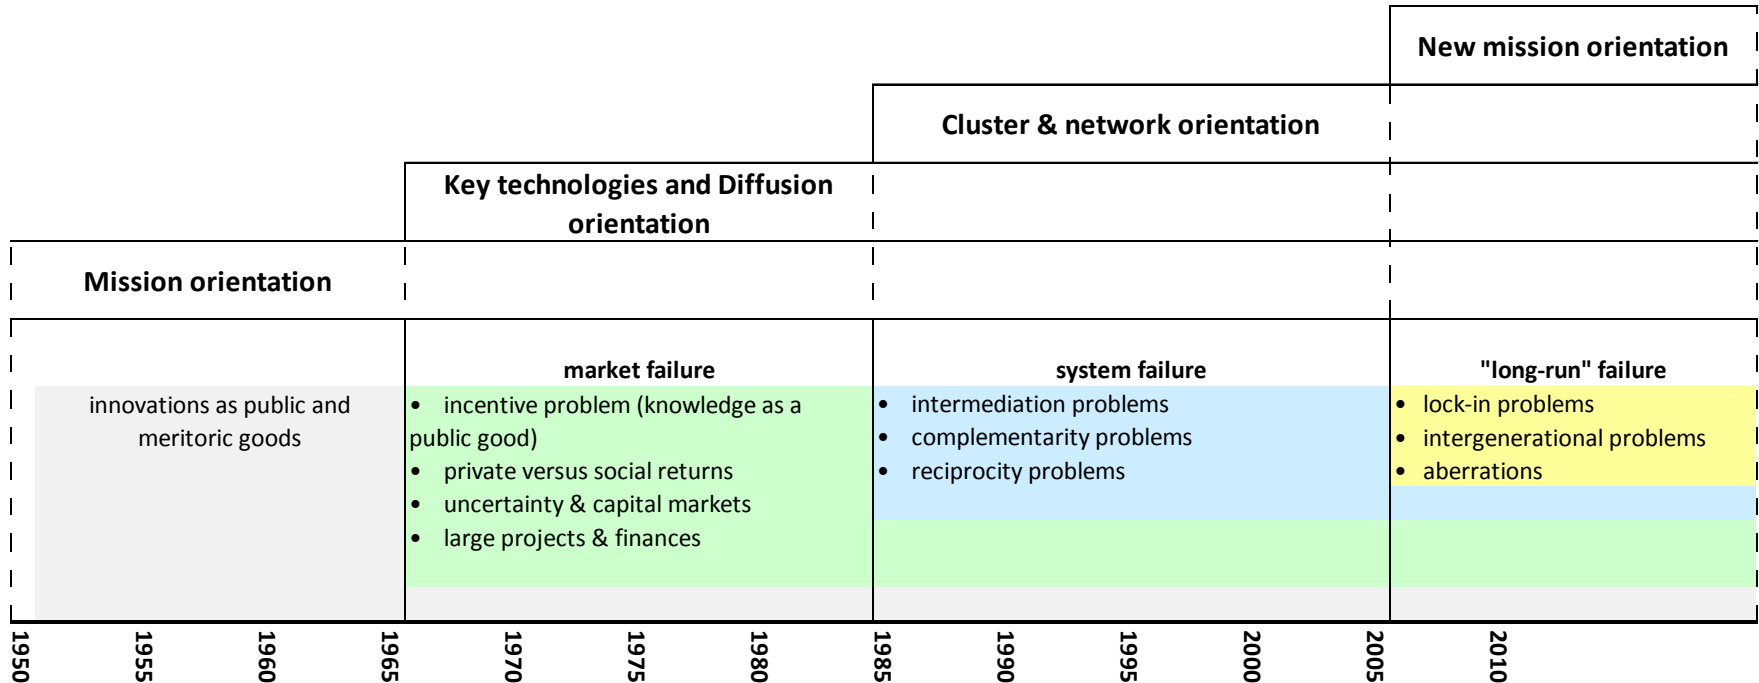 New mission orientation
Cluster & network orientation
Key technologies and Diffusion
orientation
Mission orientation
market failure
system failure
"long-run" failure
innovations as public and
meritoric goods
• incentive problem (knowledge as a
public good)
• private versus social returns
• uncertainty & capital markets
• large projects & finances
• intermediation problems
• complementarity problems
• reciprocity problems
• lock-in problems
• intergenerational problems
• aberrations
1950
1955
1960
1965
1970
1975
1980
1985
1990
1995
2000
2005
2010